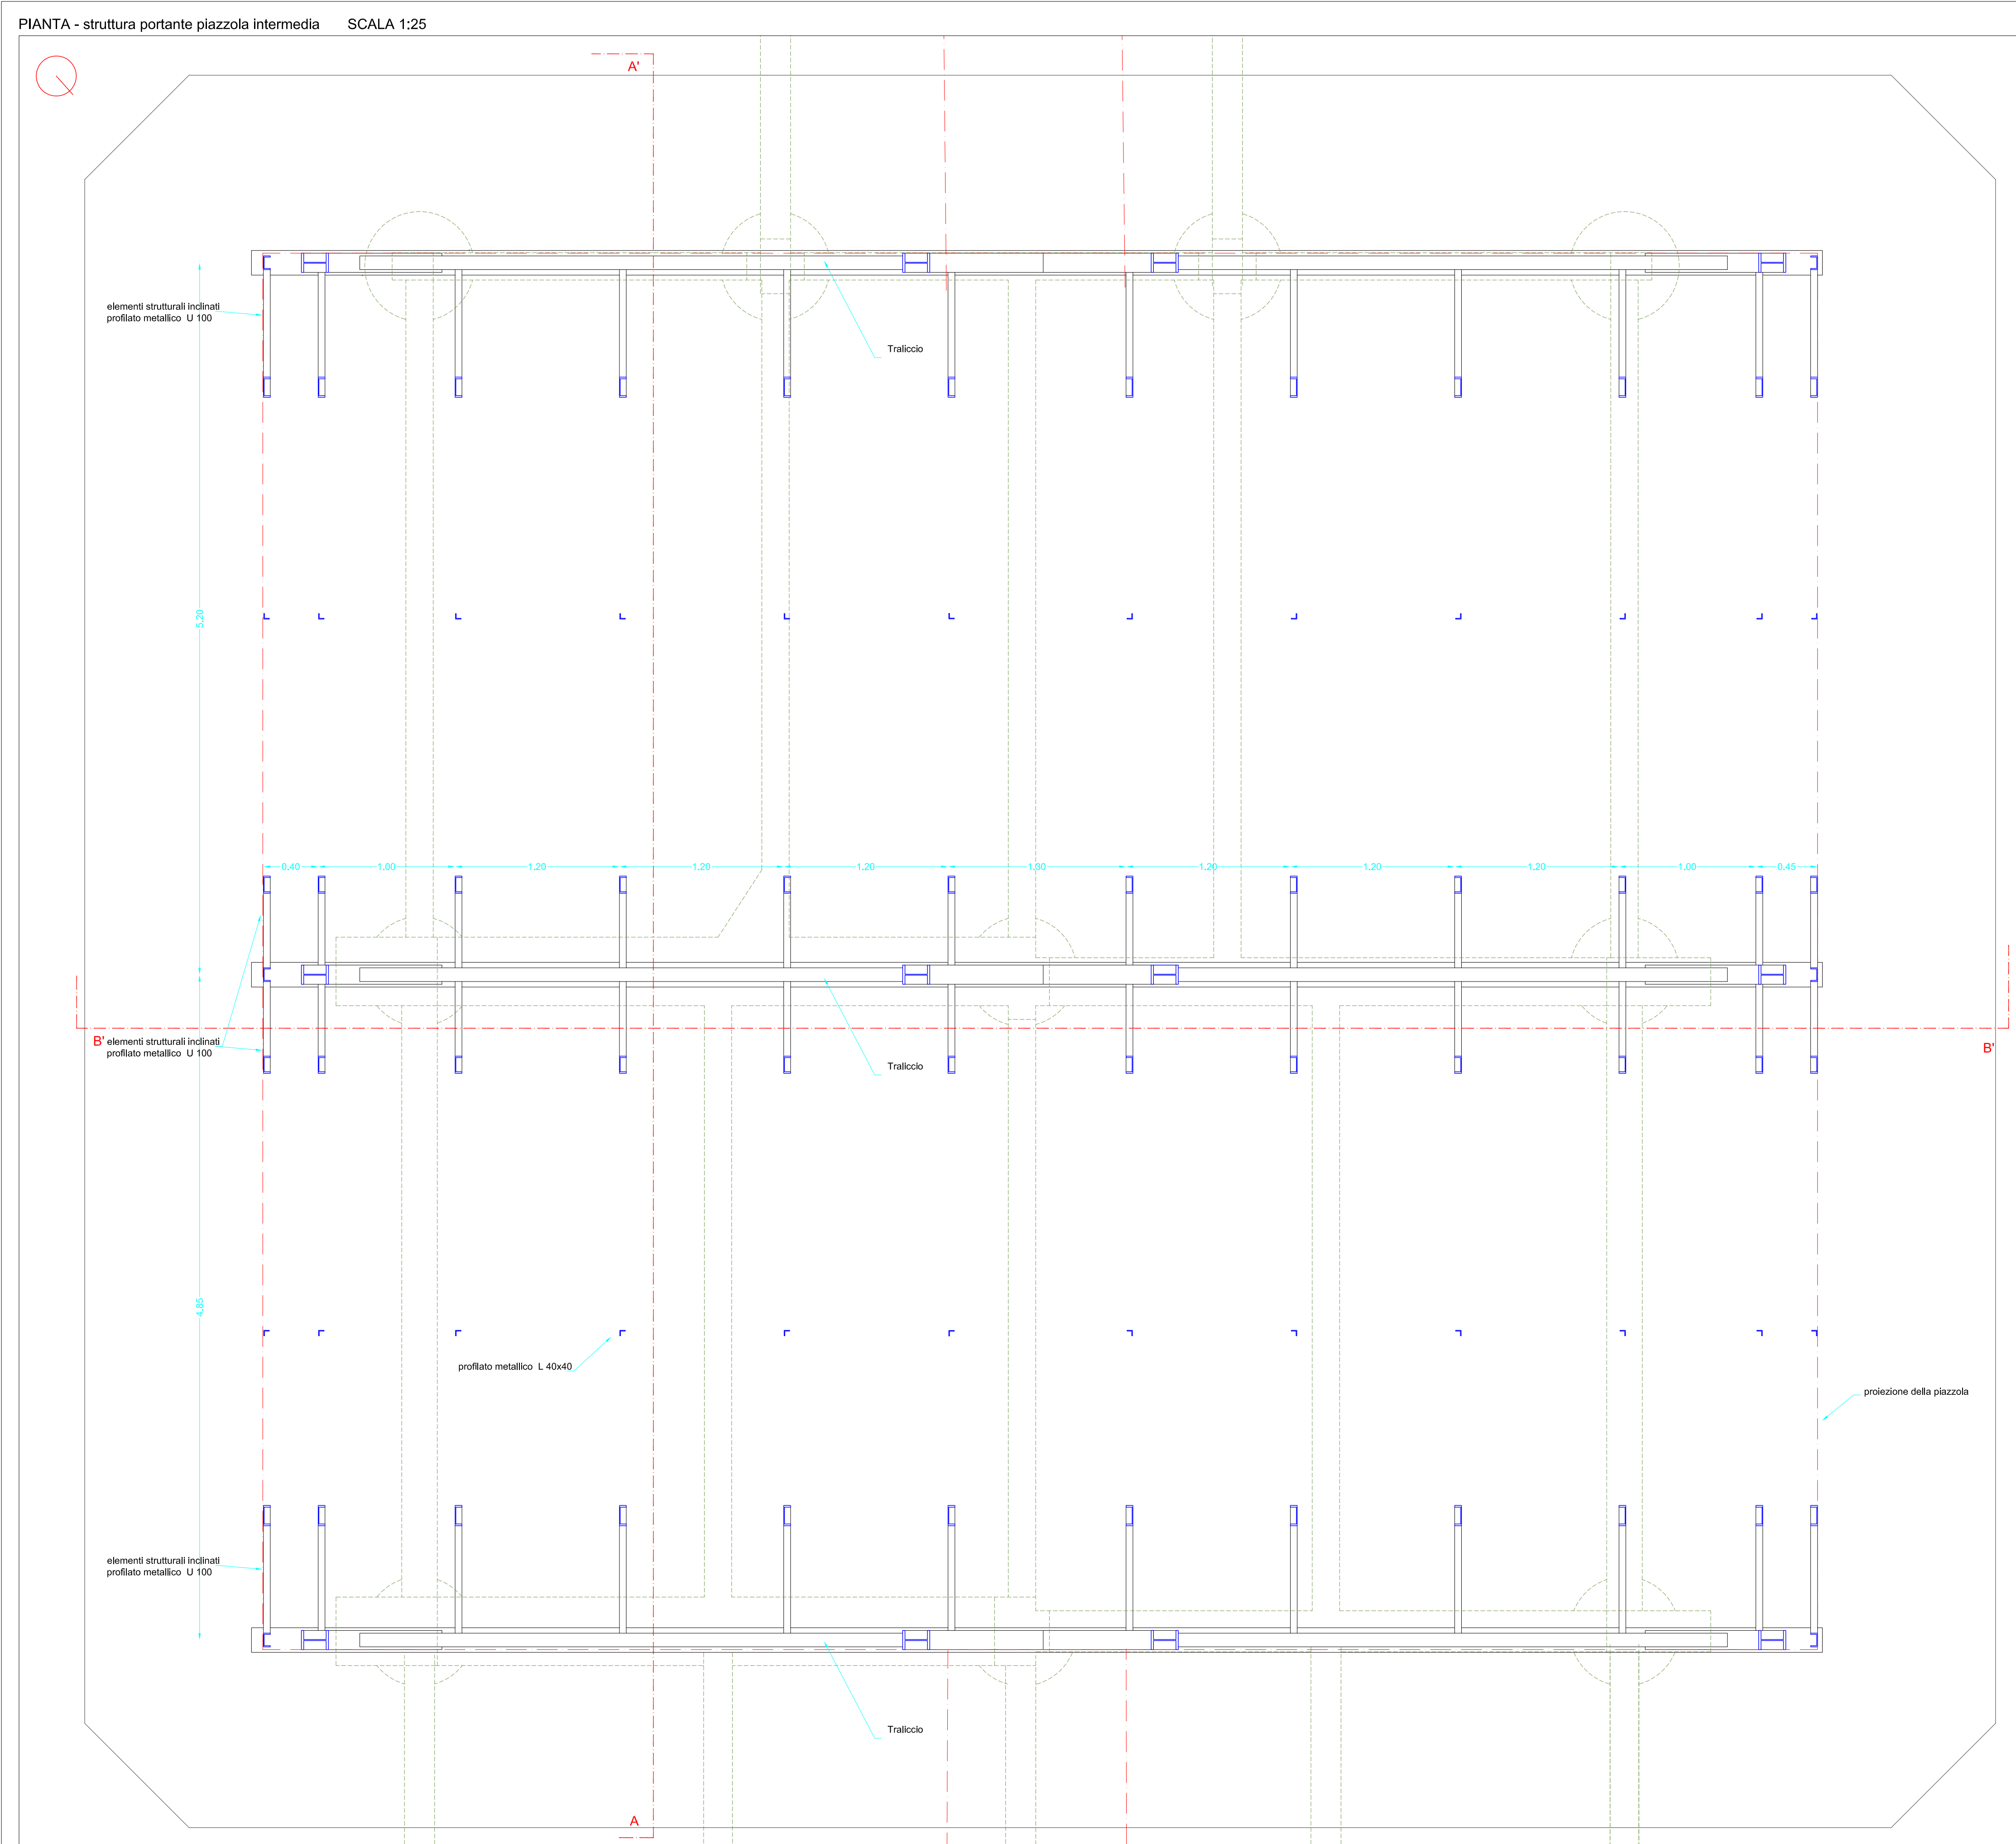 PIANTA - struttura portante piazzola intermedia SCALA 1:25
A'
elementi strutturali inclinati
profilato metallico U 100
Traliccio
5,20
0,40 1,00 1,20 1,20 1,20 1,30 1,20 1,20 1,20 1,00 0,45
B' elementi strutturali inclinati
profilato metallico U 100
B'
Traliccio
4,85
profilato metallico L 40x40
proiezione della piazzola
elementi strutturali inclinati
profilato metallico U 100
Traliccio
A